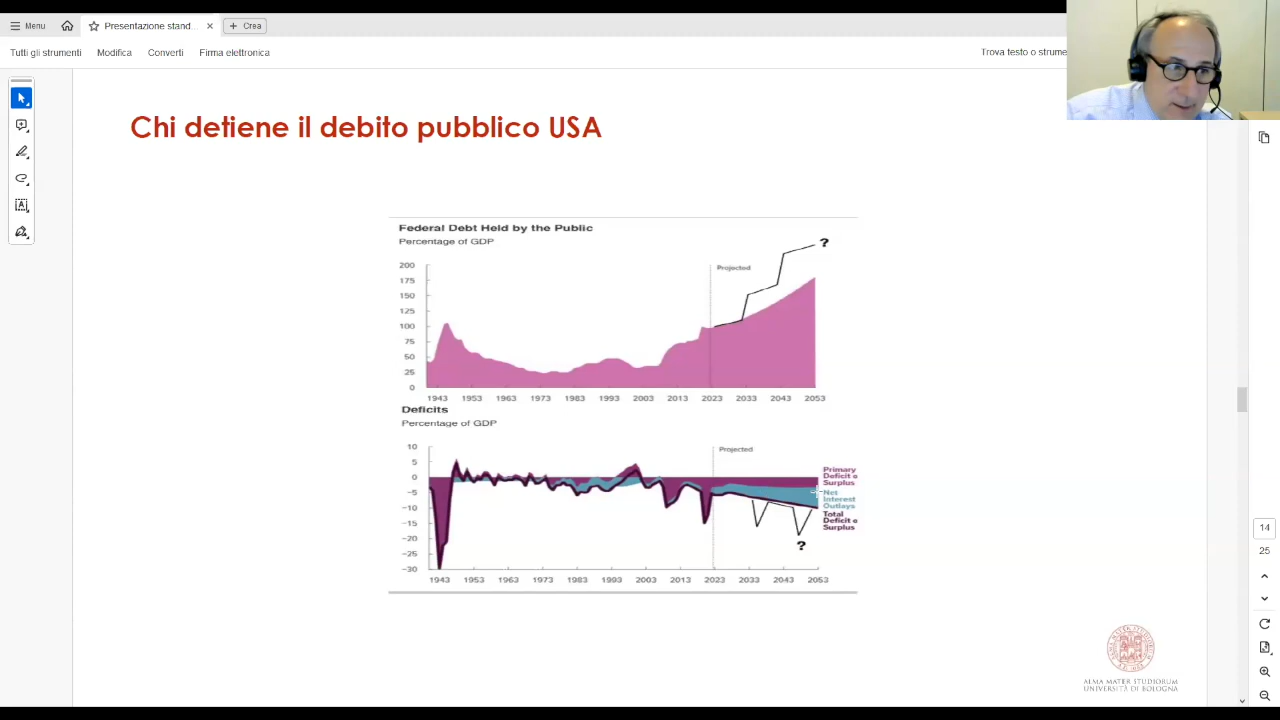 Menu
Presentazione stand...
×
+ Crea
Tutti gli strumenti
Modifica
Converti
Firma elettronica
Trova testo o strume
Chi detiene il debito pubblico USA
Federal Debt Held by the Public
Percentage of GDP
?
200
Projected
175
150
125
100
75
50
25
0
1943 1953 1963 1973 1983 1993 2003 2013 2023 2033 2043 2053
Deficits
Percentage of GDP
10
Projected
5
0
−5
−10
−15
−20
−25
−30
Primary
Deficit o
Surplus
Net
Interest
Outlays
Total
Deficit o
Surplus
?
1943 1953 1963 1973 1983 1993 2003 2013 2023 2033 2043 2053
14
25
ALMA MATER STUDIORUM
UNIVERSITÀ DI BOLOGNA